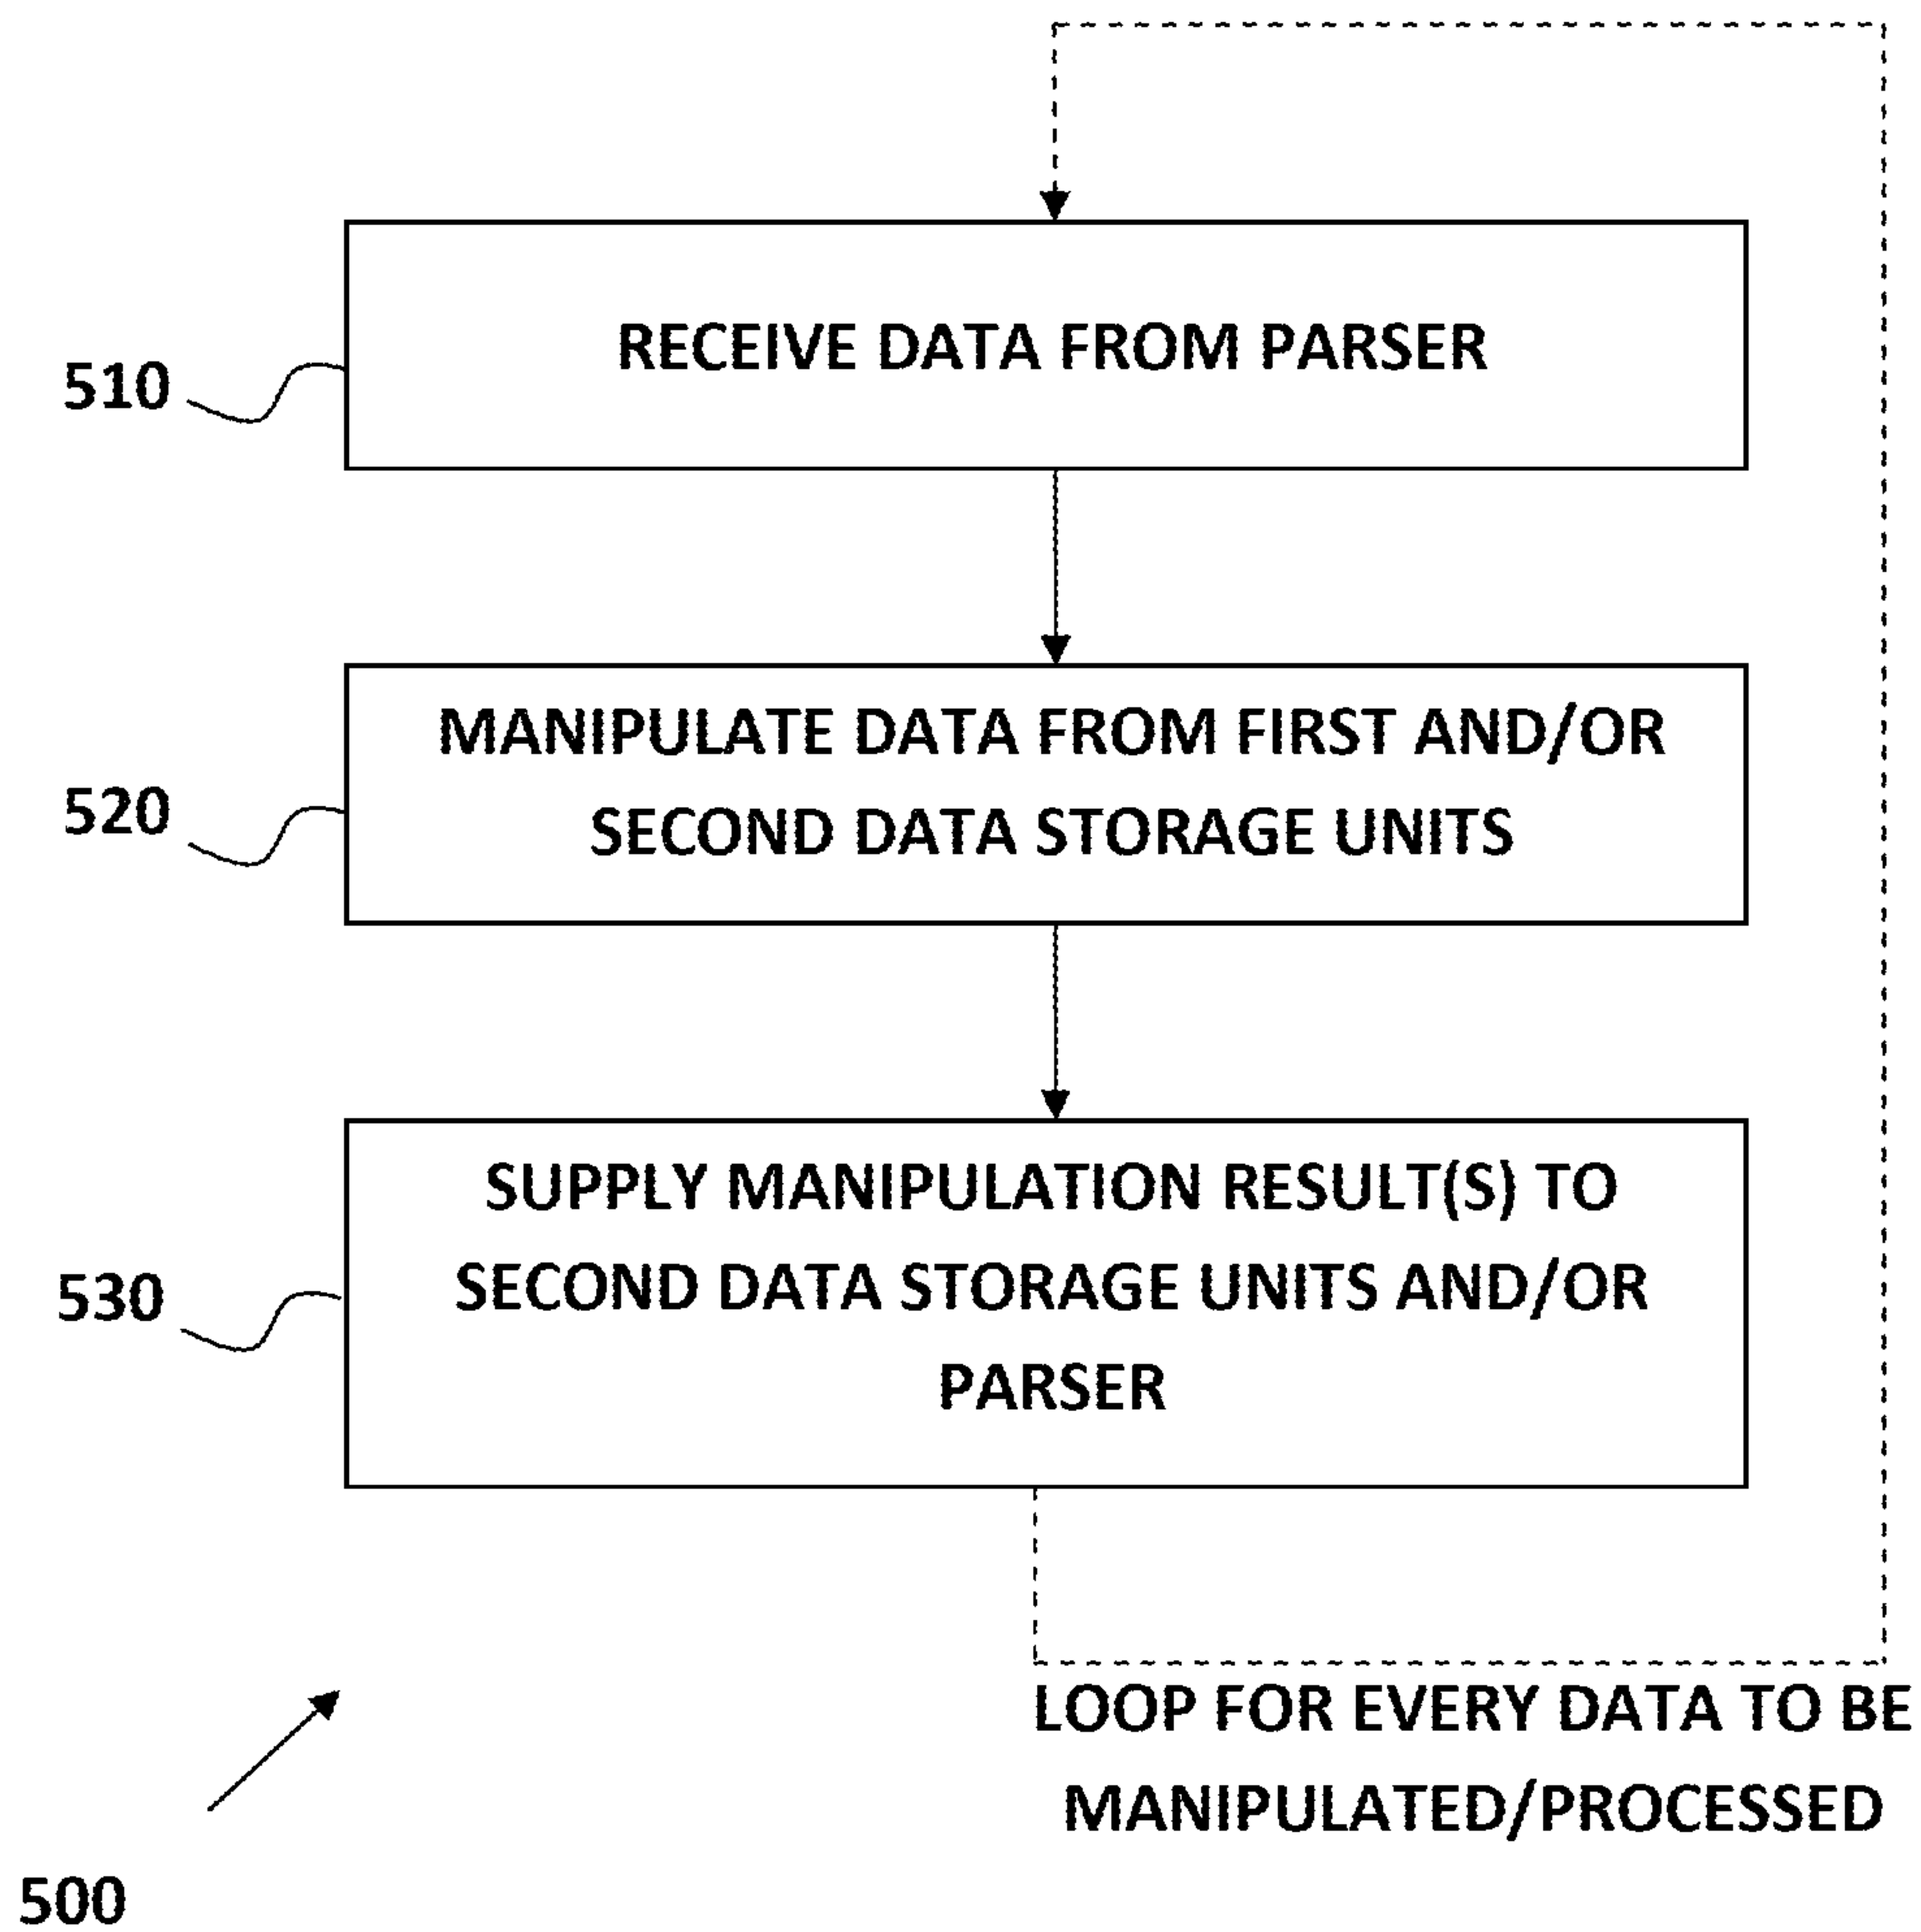 510
RECEIVE DATA FROM PARSER
520
MANIPULATE DATA FROM FIRST AND/OR
SECOND DATA STORAGE UNITS
530
SUPPLY MANIPULATION RESULT(S) TO
SECOND DATA STORAGE UNITS AND/OR
PARSER
LOOP FOR EVERY DATA TO BE
MANIPULATED/PROCESSED
500